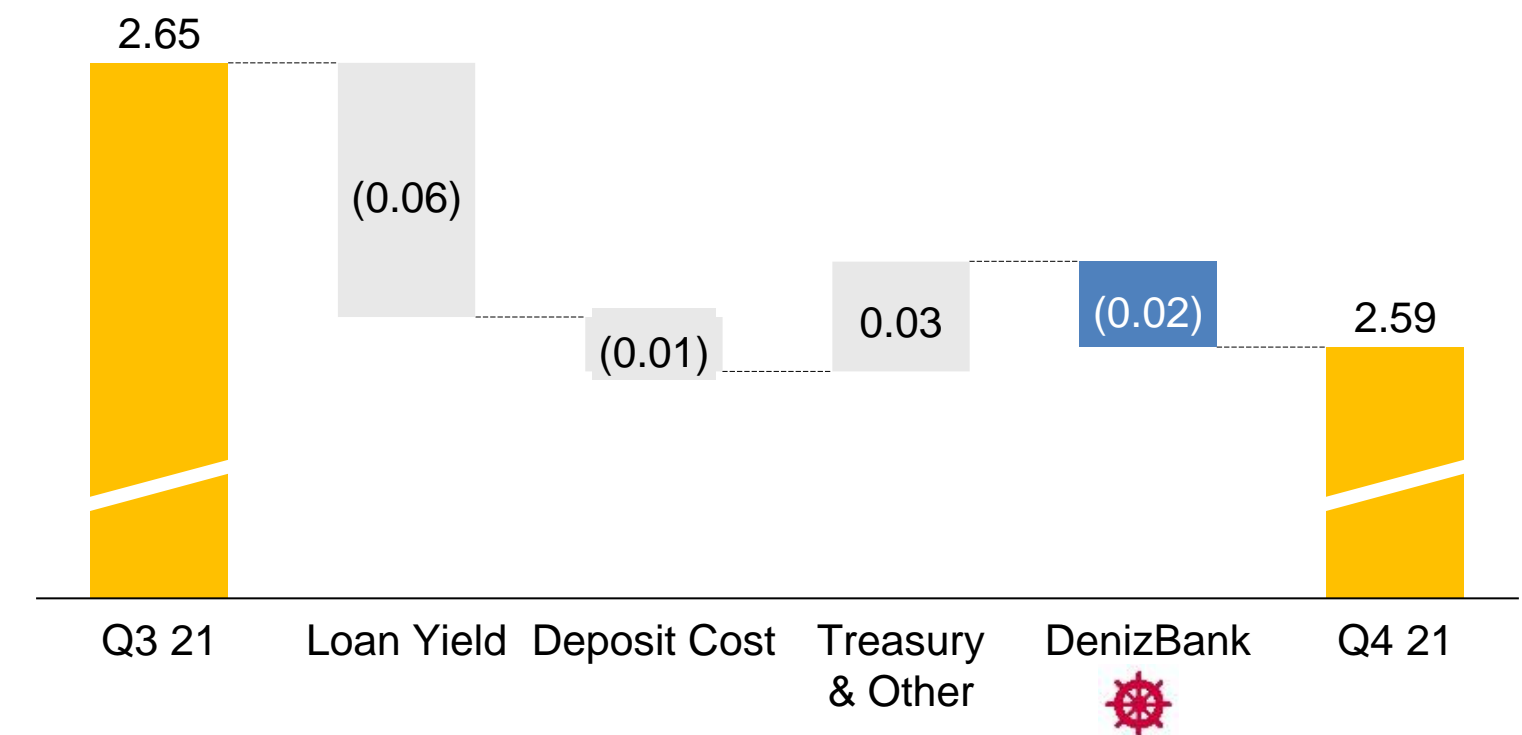 2.65
(0.06)
(0.01)
0.03
(0.02)
2.59
Q3 21
Loan Yield
Deposit Cost
Treasury
& Other
DenizBank
Q4 21